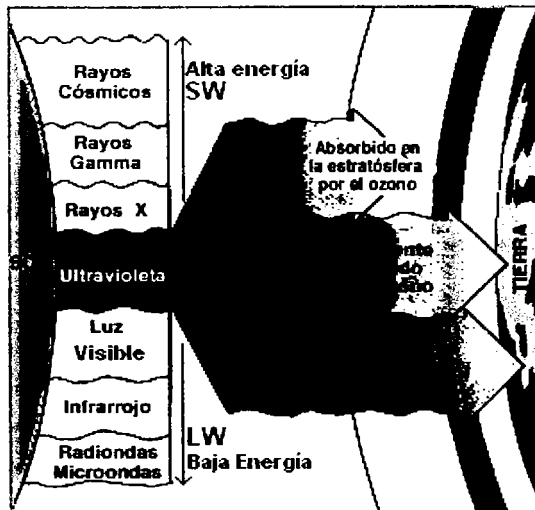 Rayos
Cósmicos
Alta energía
SW
Rayos
Gamma
Absorbido en
la estratósfera
por el ozono
Rayos X
Ultravioleta
TIERRA
Luz
Visible
Infrarrojo
LW
Baja Energía
Radiondas
Microondas